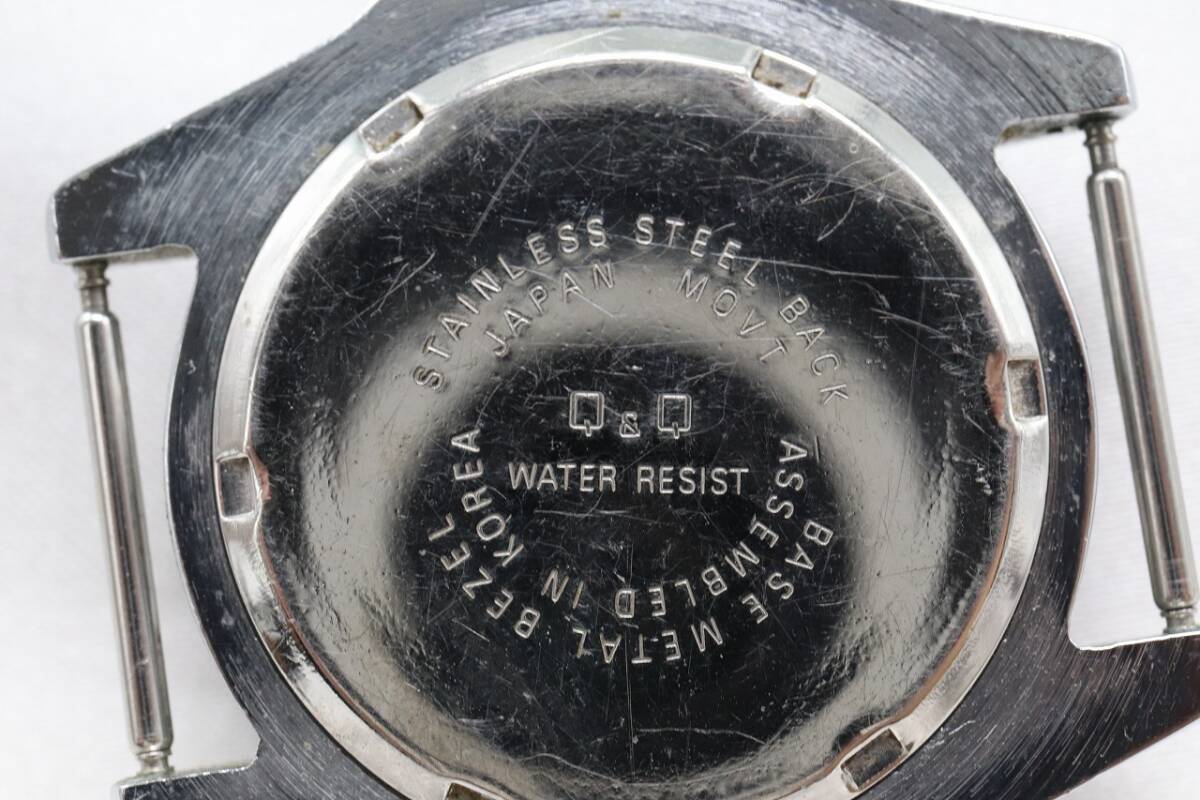 STAINLESS STEEL BACK
JAPAN MOVT
Q&Q
WATER RESIST
ASSEMBLED IN KOREA
BASE METAL BEZEL